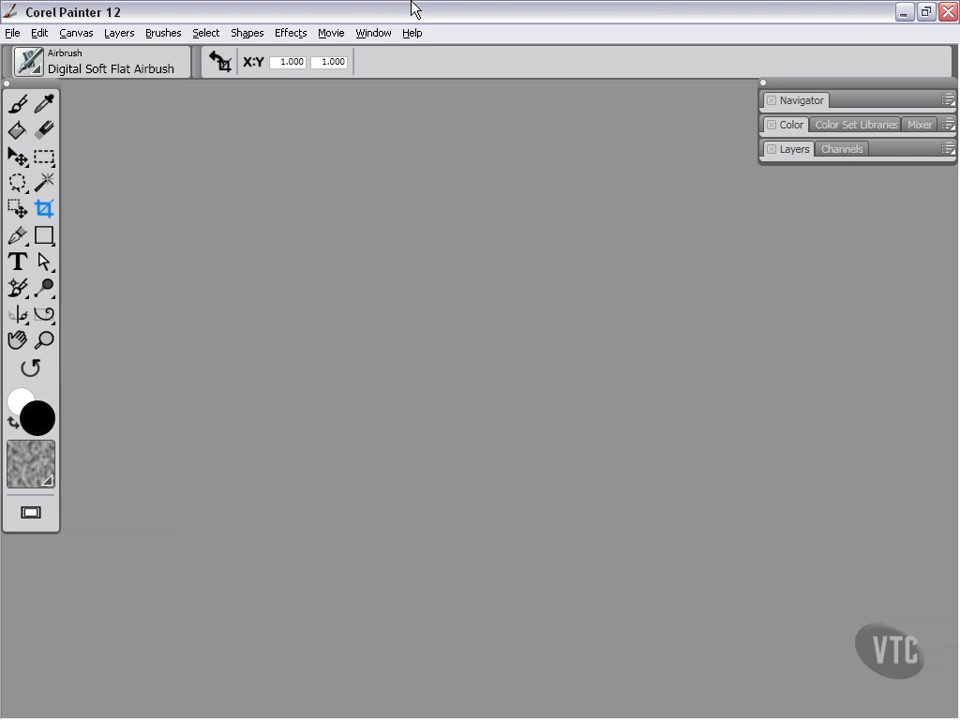 Corel Painter 12
File Edit Canvas Layers Brushes Select Shapes Effects Movie Window Help
Airbrush
Digital Soft Flat Airbush
X:Y 1.000 1.000
Navigator
Color Color Set Libraries Mixer
Layers Channels
T
VTC